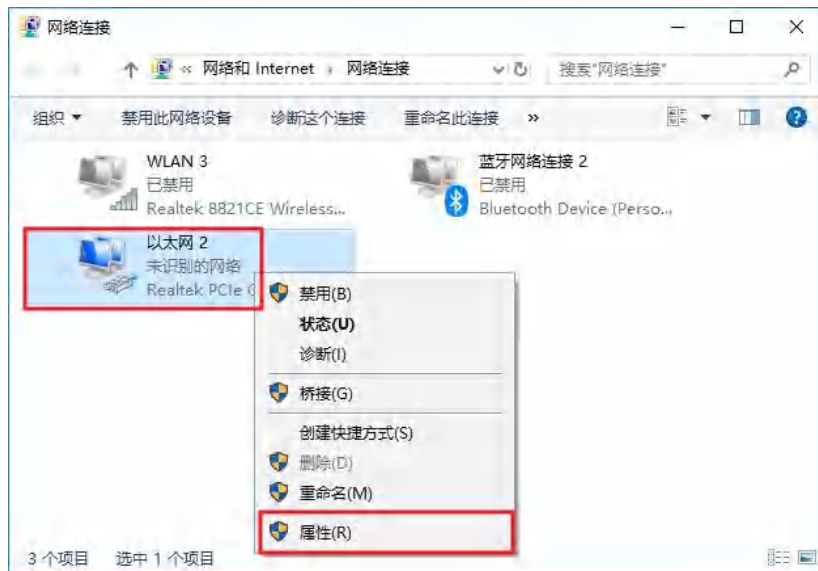 网络连接
« 网络和 Internet › 网络连接
搜索"网络连接"
组织
禁用此网络设备
诊断这个连接
重命名此连接
»
WLAN 3
已禁用
Realtek 8821CE Wireless...
蓝牙网络连接 2
已禁用
Bluetooth Device (Perso...
以太网 2
未识别的网络
Realtek PCIe G
禁用(B)
状态(U)
诊断(I)
桥接(G)
创建快捷方式(S)
删除(D)
重命名(M)
属性(R)
3 个项目
选中 1 个项目